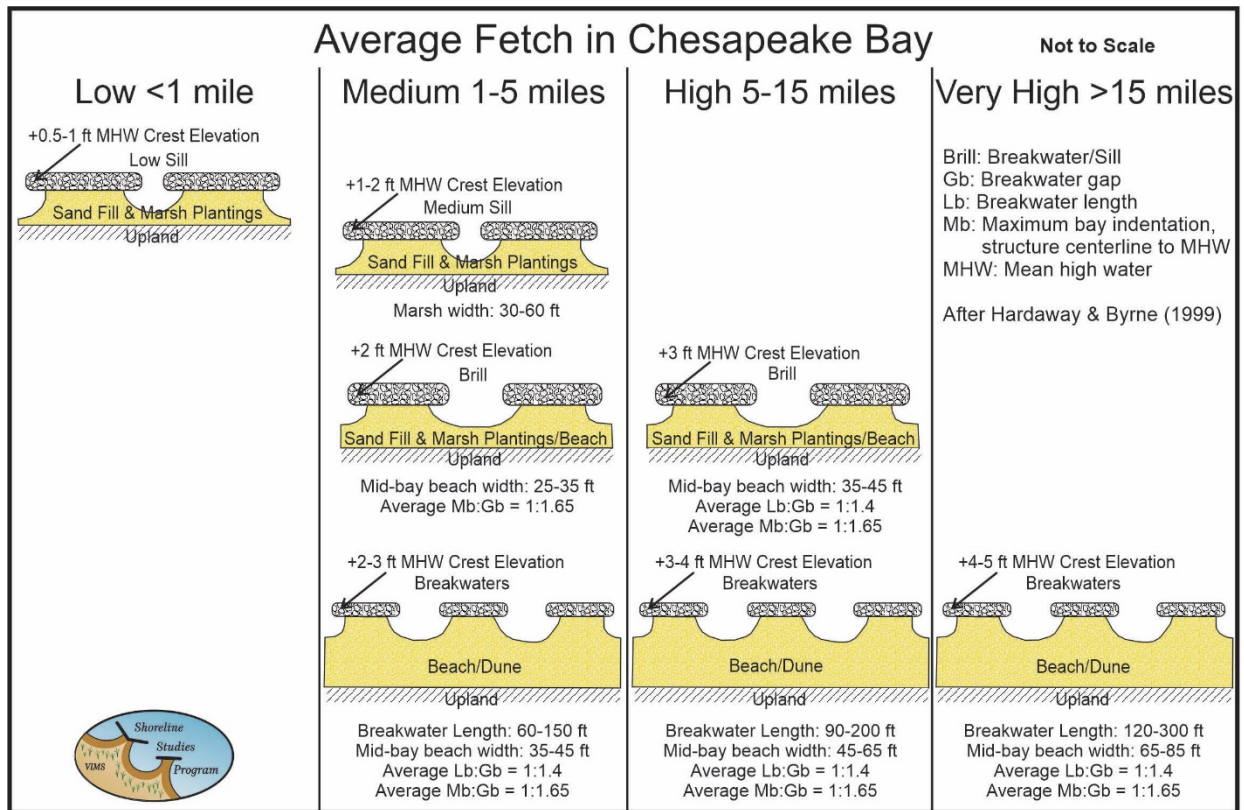 Average Fetch in Chesapeake Bay
Not to Scale
Low <1 mile
+0.5-1 ft MHW Crest Elevation
Low Sill
Sand Fill & Marsh Plantings
Upland
Medium 1-5 miles
+1-2 ft MHW Crest Elevation
Medium Sill
Sand Fill & Marsh Plantings
Upland
Marsh width: 30-60 ft
+2 ft MHW Crest Elevation
Brill
Sand Fill & Marsh Plantings/Beach
Upland
Mid-bay beach width: 25-35 ft
Average Mb:Gb = 1:1.65
+2-3 ft MHW Crest Elevation
Breakwaters
Beach/Dune
Upland
Breakwater Length: 60-150 ft
Mid-bay beach width: 35-45 ft
Average Lb:Gb = 1:1.4
Average Mb:Gb = 1:1.65
High 5-15 miles
+3 ft MHW Crest Elevation
Brill
Sand Fill & Marsh Plantings/Beach
Upland
Mid-bay beach width: 35-45 ft
Average Lb:Gb = 1:1.4
Average Mb:Gb = 1:1.65
+3-4 ft MHW Crest Elevation
Breakwaters
Beach/Dune
Upland
Breakwater Length: 90-200 ft
Mid-bay beach width: 45-65 ft
Average Lb:Gb = 1:1.4
Average Mb:Gb = 1:1.65
Very High >15 miles
Brill: Breakwater/Sill
Gb: Breakwater gap
Lb: Breakwater length
Mb: Maximum bay indentation,
structure centerline to MHW
MHW: Mean high water
After Hardaway & Byrne (1999)
+4-5 ft MHW Crest Elevation
Breakwaters
Beach/Dune
Upland
Breakwater Length: 120-300 ft
Mid-bay beach width: 65-85 ft
Average Lb:Gb = 1:1.4
Average Mb:Gb = 1:1.65
Shoreline
Studies
VIMS
Program